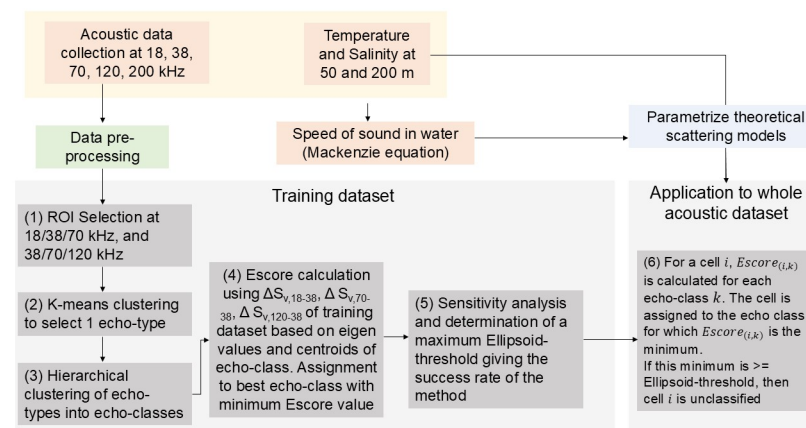 Acoustic data
collection at 18, 38,
70, 120, 200 kHz
Temperature
and Salinity at
50 and 200 m
Data pre-
processing
Speed of sound in water
(Mackenzie equation)
Parametrize theoretical
scattering models
Training dataset
Application to whole
acoustic dataset
(1) ROI Selection at
18/38/70 kHz, and
38/70/120 kHz
(2) K-means clustering
to select 1 echo-type
(3) Hierarchical
clustering of echo-
types into echo-classes
(4) Escore calculation
using ΔSv,18-38, Δ Sv,70-
38, Δ Sv,120-38 of training
dataset based on eigen
values and centroids of
echo-class. Assignment
to best echo-class with
minimum Escore value
(5) Sensitivity analysis
and determination of a
maximum Ellipsoid-
threshold giving the
success rate of the
method
(6) For a cell i, Escore(i,k)
is calculated for each
echo-class k. The cell is
assigned to the echo class
for which Escore(i,k) is the
minimum.
If this minimum is >=
Ellipsoid-threshold, then
cell i is unclassified